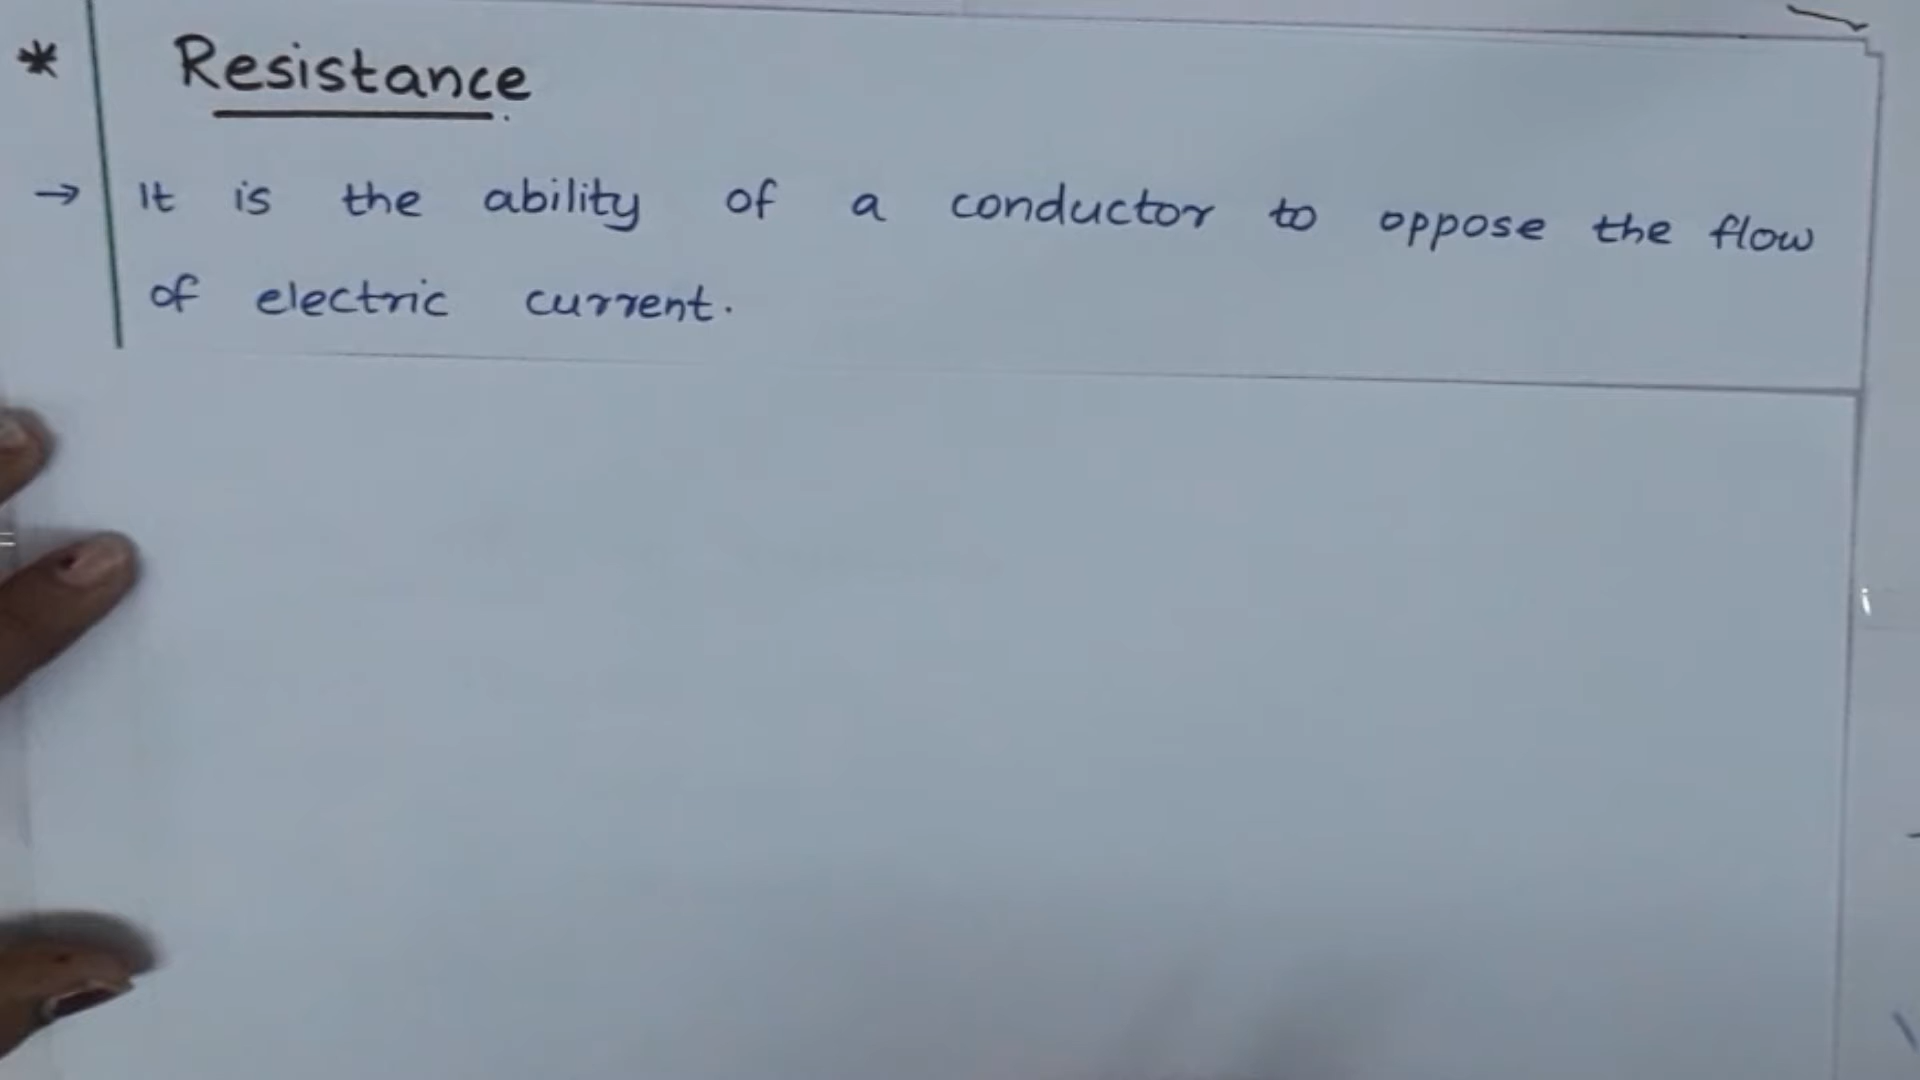 * Resistance
→ It is the ability of a conductor to oppose the flow
of electric current.